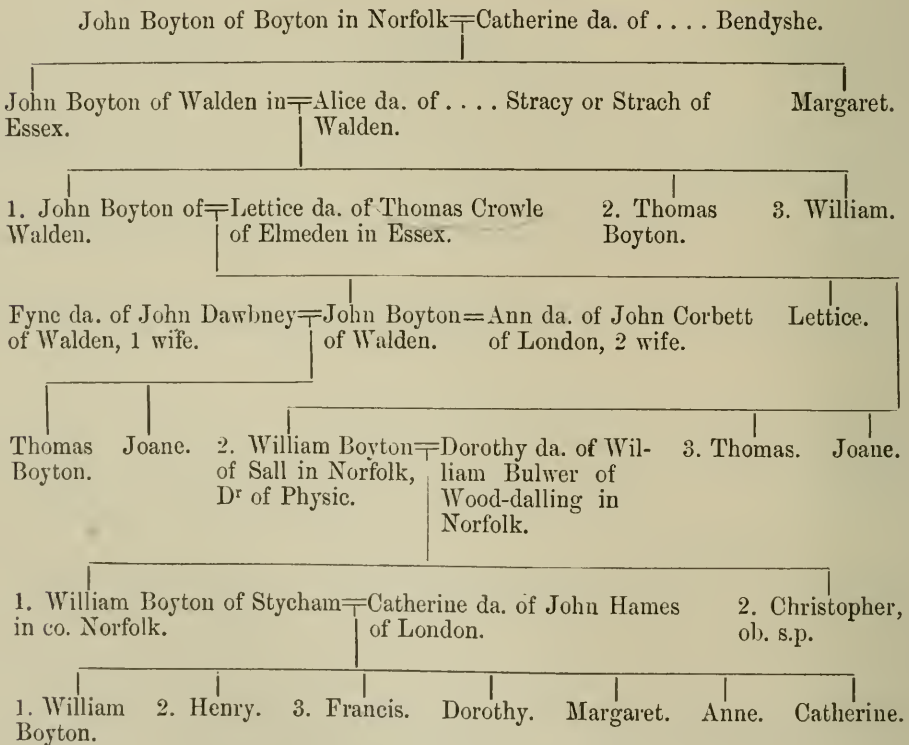 John Boyton of Boyton in Norfolk=Catherine da. of . . . . Bendyshe.
John Boyton of Walden in=Alice da. of . . . . Stracy or Strach of Margaret.
Essex. Walden.
1. John Boyton of=Lettice da. of Thomas Crowle 2. Thomas 3. William.
Walden. of Elmeden in Essex. Boyton.
Fync da. of John Dawbney=John Boyton=Ann da. of John Corbett Lettice.
of Walden, 1 wife. of Walden. of London, 2 wife.
Thomas Joane. 2. William Boyton=Dorothy da. of Wil- 3. Thomas. Joane.
Boyton. of Sall in Norfolk, liam Bulwer of
Dr of Physic. Wood-dalling in
Norfolk.
1. William Boyton of Stycham=Catherine da. of John Hames 2. Christopher,
in co. Norfolk. of London. ob. s.p.
1. William 2. Henry. 3. Francis. Dorothy. Margaret. Anne. Catherine.
Boyton.